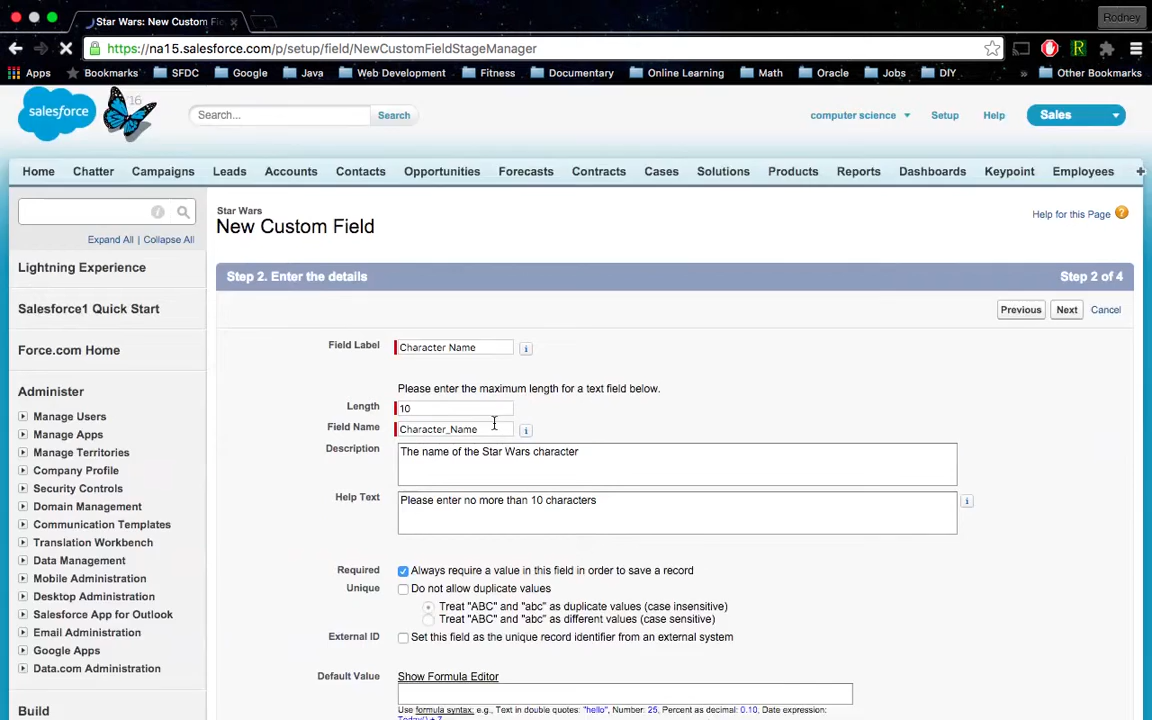 Star Wars: New Custom Fie
Rodney
https://na15.salesforce.com/p/setup/field/NewCustomFieldStageManager
Apps Bookmarks SFDC Google Java Web Development Fitness Documentary Online Learning Math Oracle Jobs DIY » Other Bookmarks
salesforce '16 Search... Search computer science Setup Help Sales
Home Chatter Campaigns Leads Accounts Contacts Opportunities Forecasts Contracts Cases Solutions Products Reports Dashboards Keypoint Employees +
Expand All | Collapse All
Lightning Experience
Salesforce1 Quick Start
Force.com Home
Administer
Manage Users
Manage Apps
Manage Territories
Company Profile
Security Controls
Domain Management
Communication Templates
Translation Workbench
Data Management
Mobile Administration
Desktop Administration
Salesforce App for Outlook
Email Administration
Google Apps
Data.com Administration
Build
Star Wars
New Custom Field
Help for this Page ?
Step 2. Enter the details Step 2 of 4
Previous Next Cancel
Field Label Character Name i
Please enter the maximum length for a text field below.
Length 10
Field Name Character_Name i
Description The name of the Star Wars character
Help Text Please enter no more than 10 characters i
Required Always require a value in this field in order to save a record
Unique Do not allow duplicate values
Treat "ABC" and "abc" as duplicate values (case insensitive)
Treat "ABC" and "abc" as different values (case sensitive)
External ID Set this field as the unique record identifier from an external system
Default Value Show Formula Editor
Use formula syntax: e.g., Text in double quotes: "hello", Number: 25, Percent as decimal: 0.10, Date expression:
Today() + 7